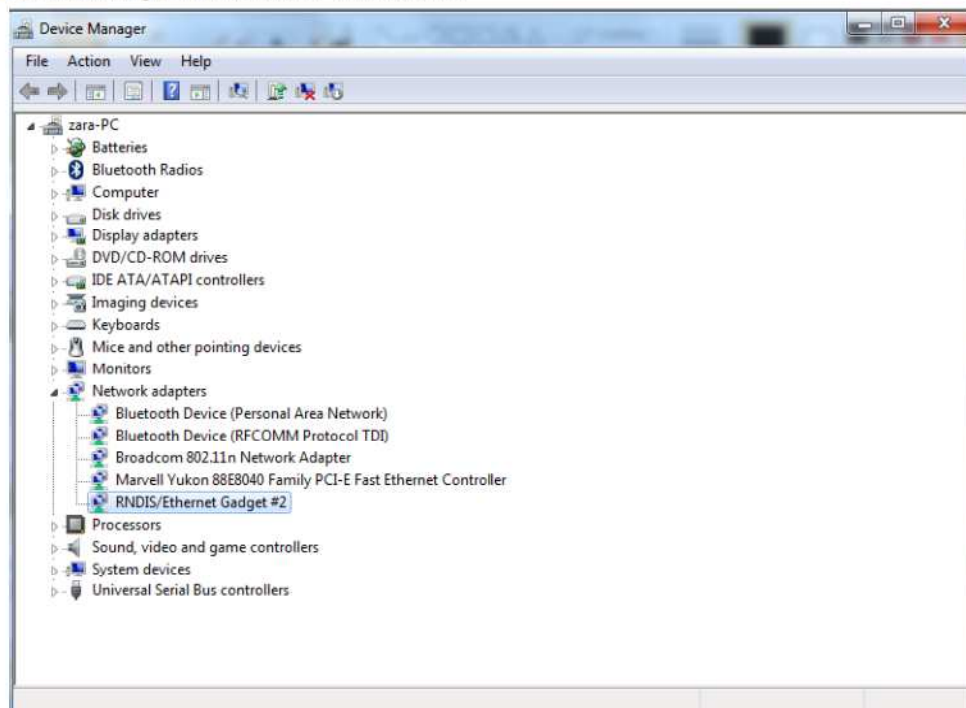 Device Manager
File Action View Help
zara-PC
Batteries
Bluetooth Radios
Computer
Disk drives
Display adapters
DVD/CD-ROM drives
IDE ATA/ATAPI controllers
Imaging devices
Keyboards
Mice and other pointing devices
Monitors
Network adapters
Bluetooth Device (Personal Area Network)
Bluetooth Device (RFCOMM Protocol TDI)
Broadcom 802.11n Network Adapter
Marvell Yukon 88E8040 Family PCI-E Fast Ethernet Controller
RNDIS/Ethernet Gadget #2
Processors
Sound, video and game controllers
System devices
Universal Serial Bus controllers